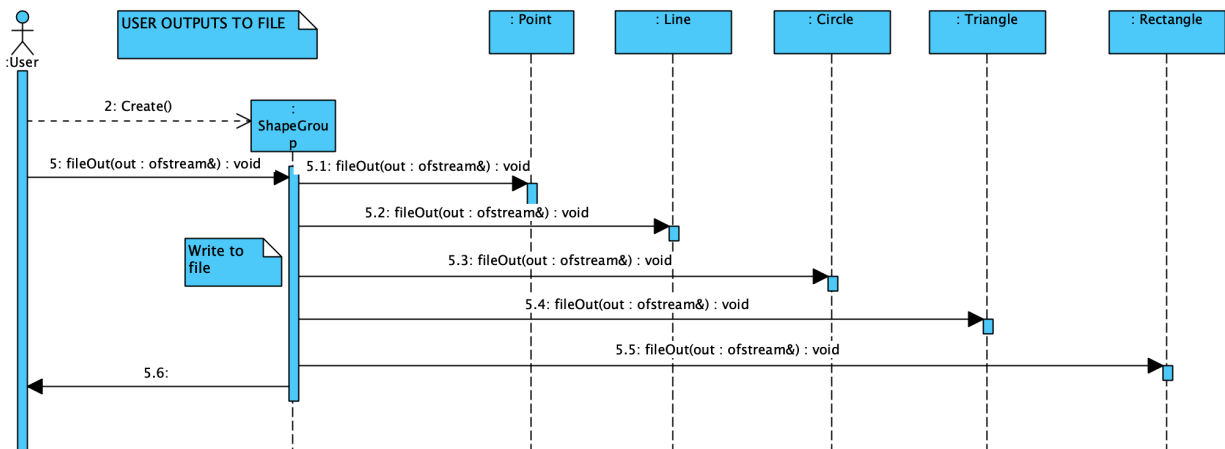 USER OUTPUTS TO FILE
: Point
: Line
: Circle
: Triangle
: Rectangle
:User
2: Create()
:
ShapeGrou
p
5: fileOut(out : ofstream&) : void
5.1: fileOut(out : ofstream&) : void
5.2: fileOut(out : ofstream&) : void
Write to
file
5.3: fileOut(out : ofstream&) : void
5.4: fileOut(out : ofstream&) : void
5.5: fileOut(out : ofstream&) : void
5.6: